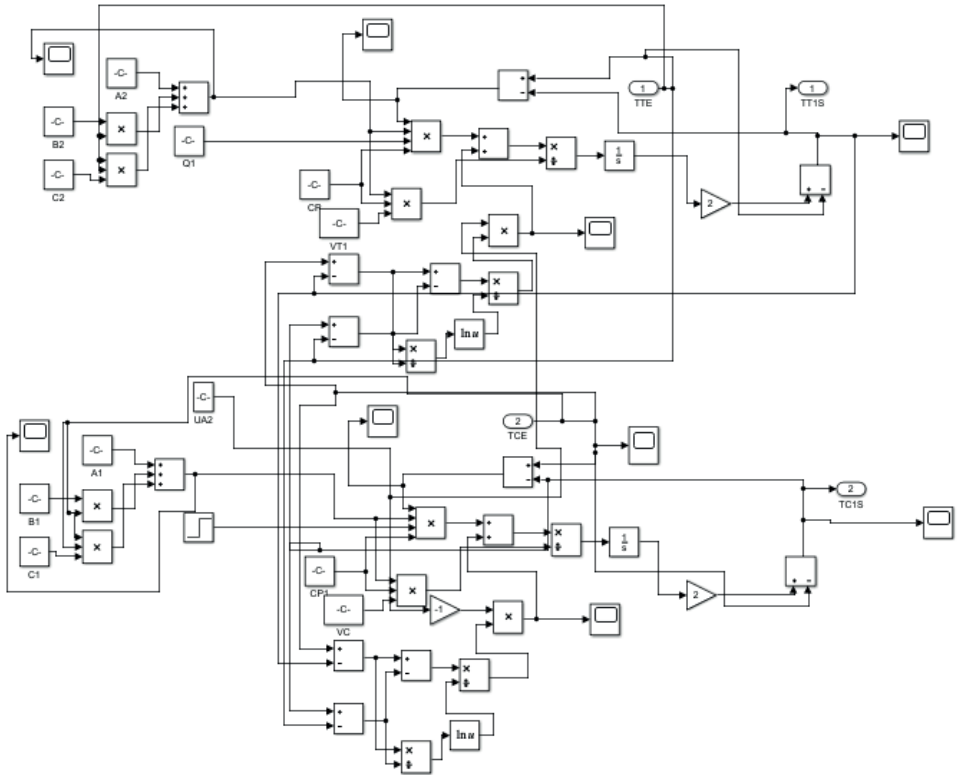 -C-
A2
-C-
B2
-C-
C2
-C-
Q1
1
TTE
1
TT1S
-C-
CP
-C-
VT1
1
s
2
ln u
-C-
UA2
2
TCE
-C-
A1
-C-
B1
-C-
C1
2
TC1S
-C-
CP1
-C-
VC
-1
1
s
2
ln u